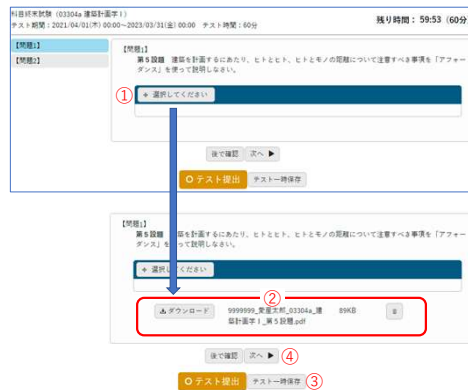 科目終末試験 (03304a 建築計画学Ⅰ)
テスト期間：2021/04/01(木) 00:00～2023/03/31(金) 00:00 テスト時間：60分
残り時間： 59:53 (60分
【問題1】
【問題2】
【問題1】
第５設題 建築を計画するにあたり、ヒトとヒト、ヒトとモノの距離について注意すべき事項を「アフォー
ダンス」を使って説明しなさい。
① + 選択してください
後で確認 次へ ▶
テスト提出 テスト一時保存
【問題1】
第５設題 築を計画するにあたり、ヒトとヒト、ヒトとモノの距離について注意すべき事項を「アフォー
ダンス」を使って説明しなさい。
+ 選択してください
②
ダウンロード 9999999_愛産太郎_03304a_建 89KB
築計画学Ⅰ_第５設題.pdf
後で確認 次へ ▶ ④
テスト提出 テスト一時保存 ③